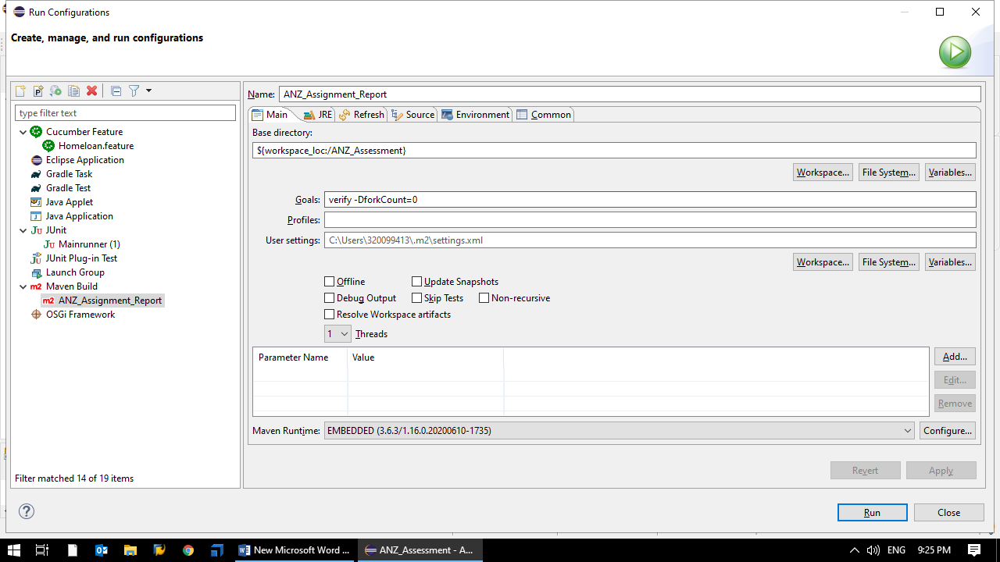 Run Configurations
Create, manage, and run configurations
type filter text
Cucumber Feature
Homeloan.feature
Eclipse Application
Gradle Task
Gradle Test
Java Applet
Java Application
JUnit
Mainrunner (1)
JUnit Plug-in Test
Launch Group
Maven Build
ANZ_Assignment_Report
OSGi Framework
Filter matched 14 of 19 items
Name: ANZ_Assignment_Report
Main JRE Refresh Source Environment Common
Base directory:
${workspace_loc:/ANZ_Assessment}
Workspace... File System... Variables...
Goals: verify -DforkCount=0
Profiles:
User settings: C:\Users\320099413\.m2\settings.xml
Workspace... File System... Variables...
Offline Update Snapshots
Debug Output Skip Tests Non-recursive
Resolve Workspace artifacts
1 Threads
Parameter Name Value
Add...
Edit...
Remove
Maven Runtime: EMBEDDED (3.6.3/1.16.0.20200610-1735) Configure...
Revert Apply
Run Close
New Microsoft Word ... ANZ_Assessment - A... ENG 9:25 PM